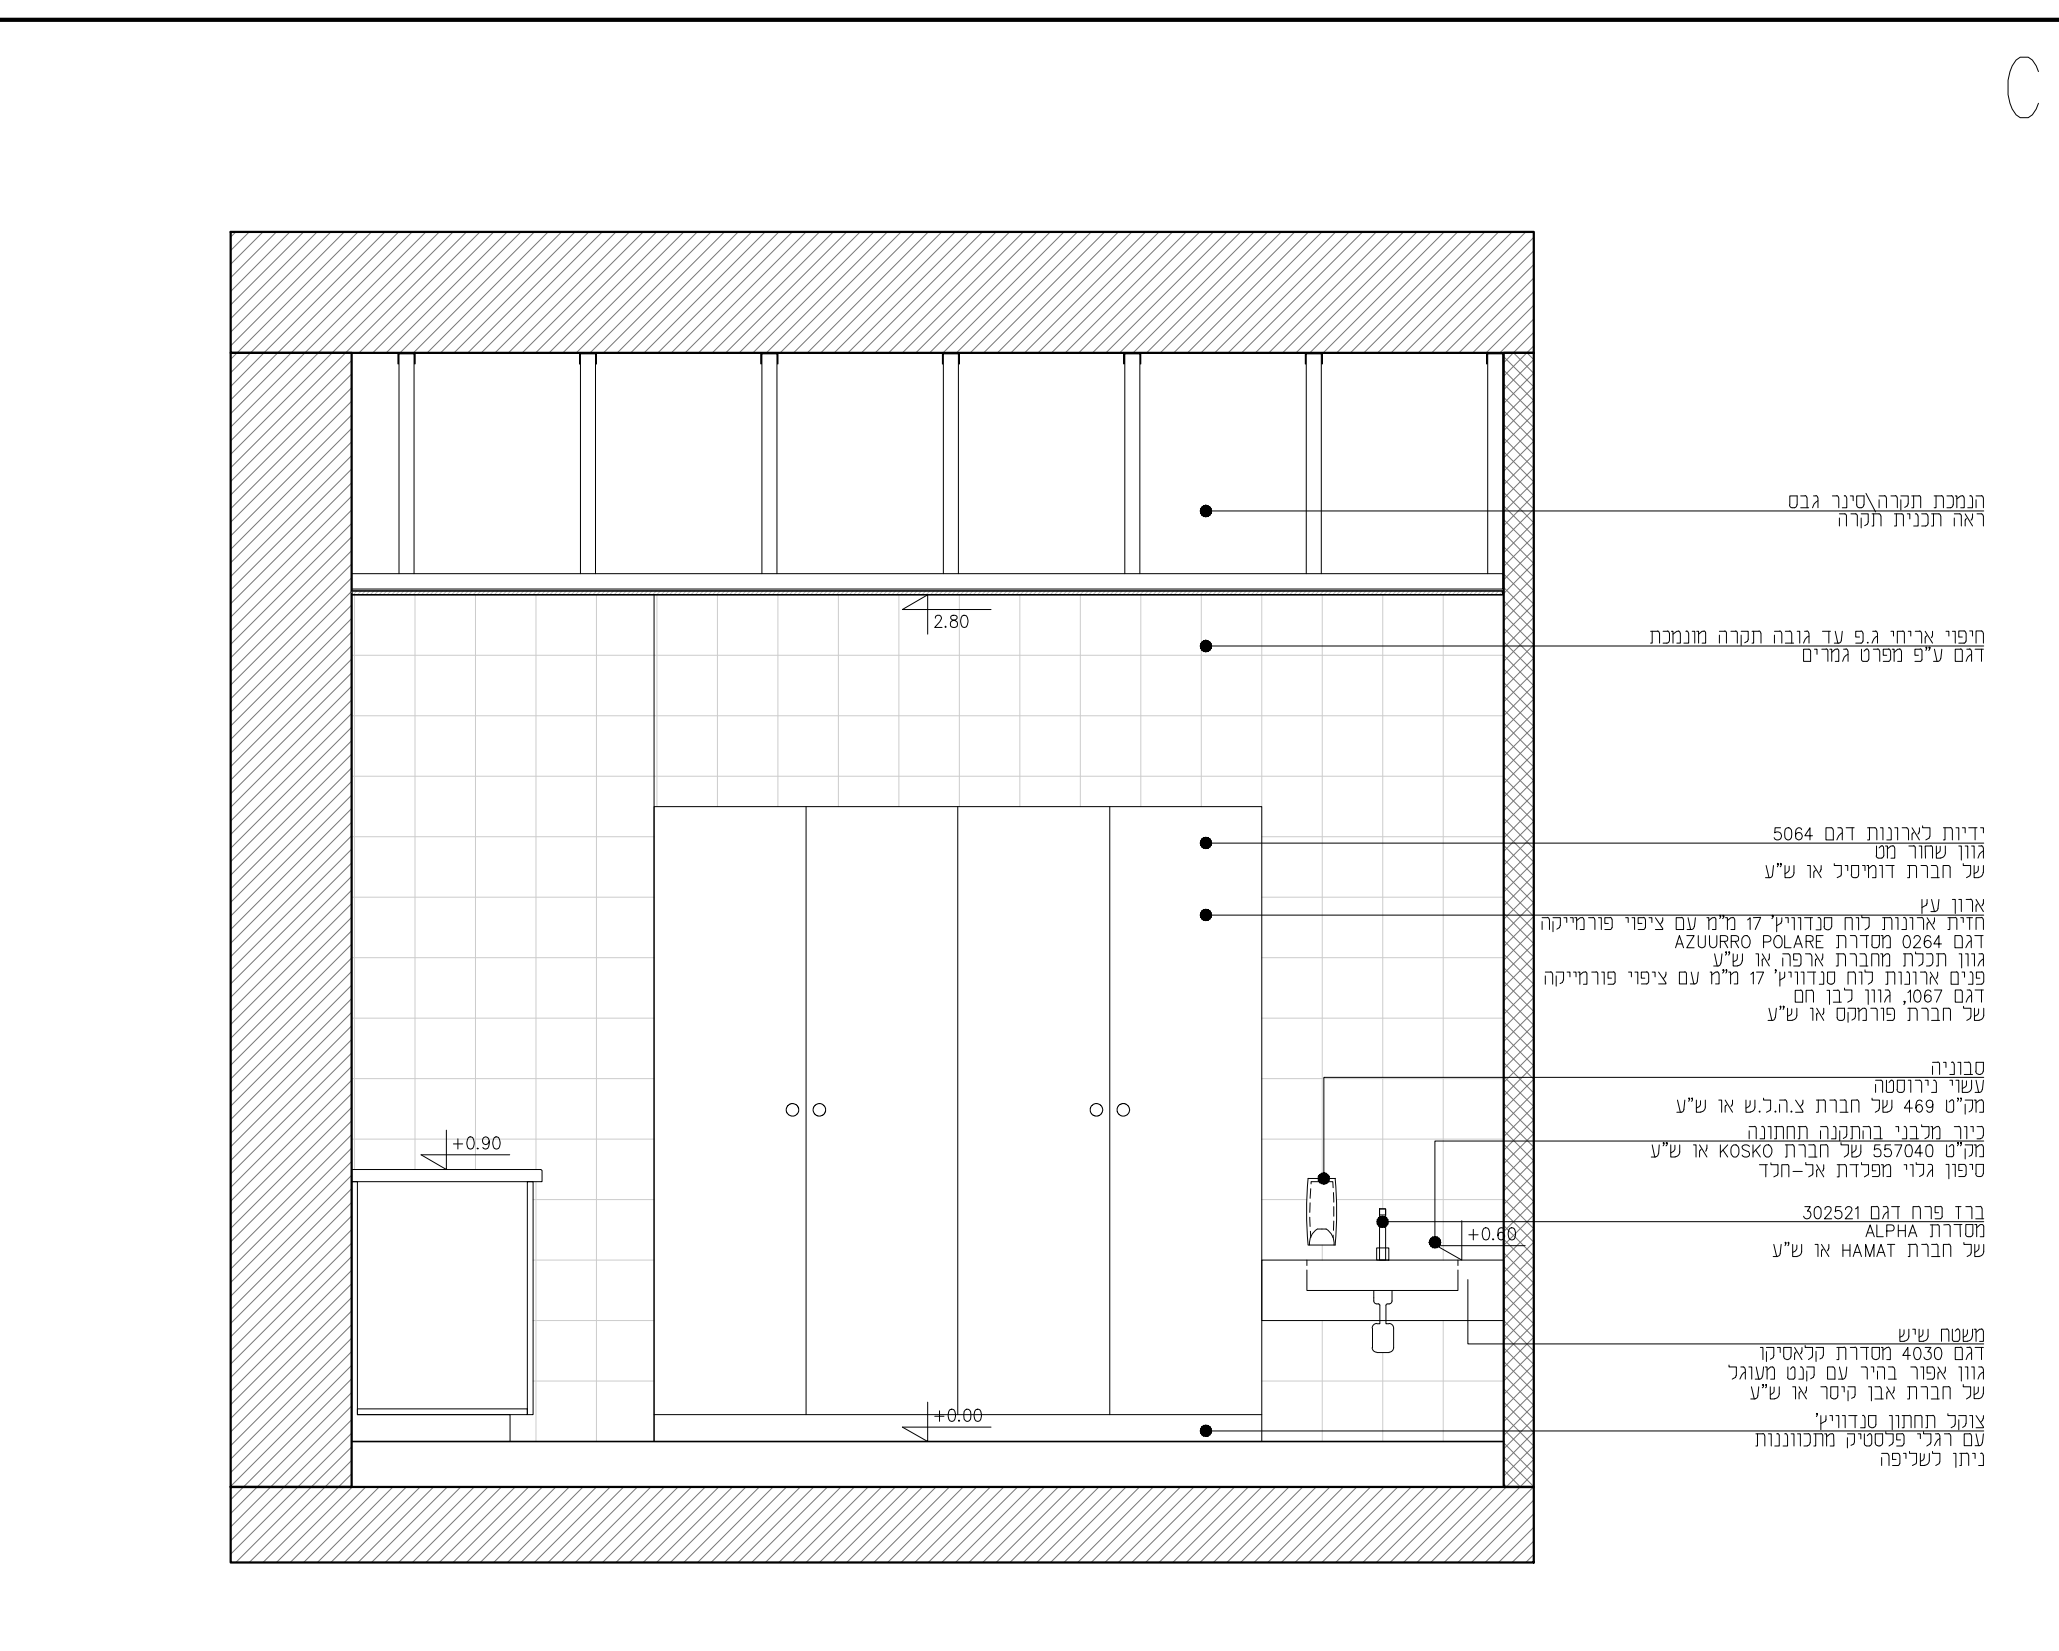 C
הנמכת תקרה\סינר גבס
ראה תכנית תקרה
2.80
חיפוי אריחי ג.פ עד גובה תקרה מונמכת
דגם ע"פ מפרט גמרים
ידיות לארונות דגם 5064
גוון שחור מט
של חברת דומיסיל או ש"ע
ארון עץ
חזית ארונות לוח סנדוויץ' 17 מ"מ עם ציפוי פורמייקה
דגם 0264 מסדרת AZUURRO POLARE
גוון תכלת מחברת ארפה או ש"ע
פנים ארונות לוח סנדוויץ' 17 מ"מ עם ציפוי פורמייקה
דגם 1067, גוון לבן חם
של חברת פורמקס או ש"ע
סבוניה
עשוי נירוסטה
מק"ט 469 של חברת צ.ה.ל.ש או ש"ע
+0.90
כיור מלבני בהתקנה תחתונה
מק"ט 557040 של חברת KOSKO או ש"ע
סיפון גלוי מפלדת אל-חלד
ברז פרח דגם 302521
מסדרת ALPHA
של חברת HAMAT או ש"ע
+0.60
משטח שיש
דגם 4030 מסדרת קלאסיקו
גוון אפור בהיר עם קנט מעוגל
של חברת אבן קיסר או ש"ע
+0.00
צוקל תחתון סנדוויץ'
עם רגלי פלסטיק מתכווננות
ניתן לשליפה